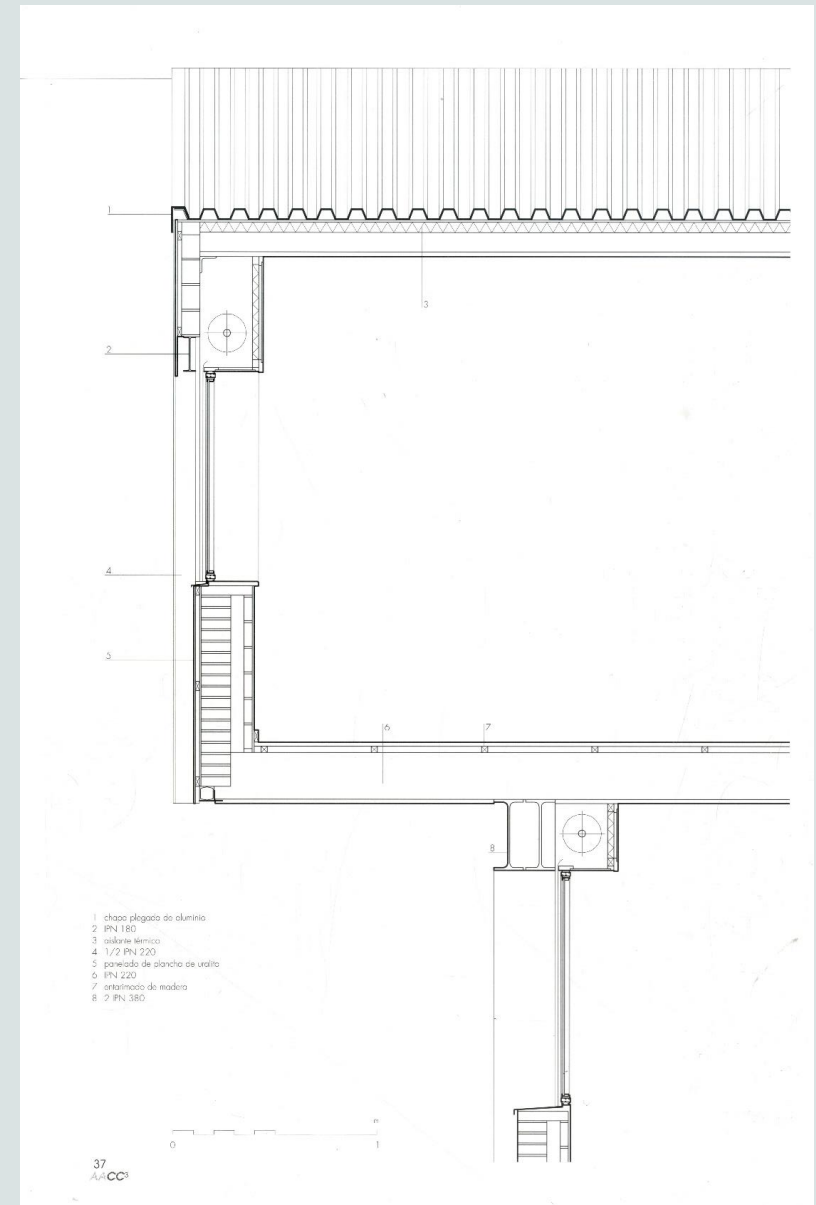 1
2
3
4
5
6
7
8
1 chapa plegada de aluminio
2 IPN 180
3 aislante térmico
4 1/2 IPN 220
5 panelado de plancha de uralita
6 IPN 220
7 entarimado de madera
8 2 IPN 380
0 1
m
37
AACC³